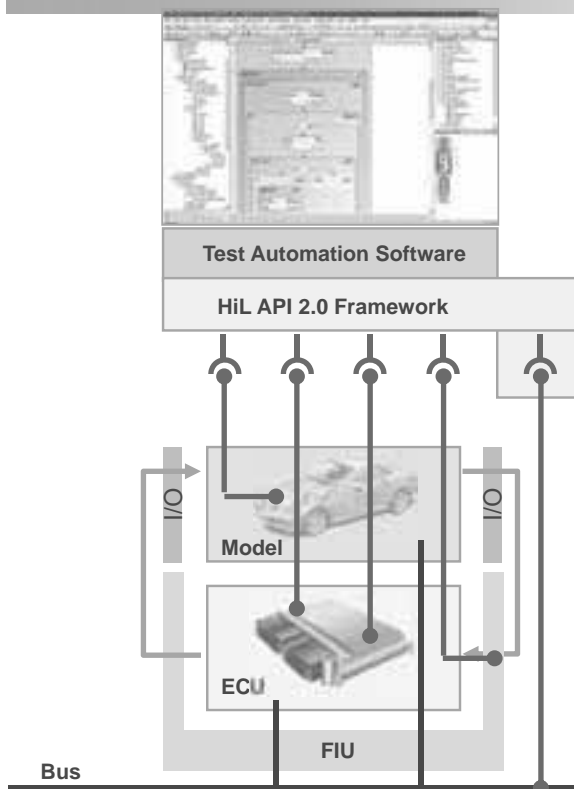 Test Automation Software
HiL API 2.0 Framework
I/O
I/O
Model
ECU
FIU
Bus